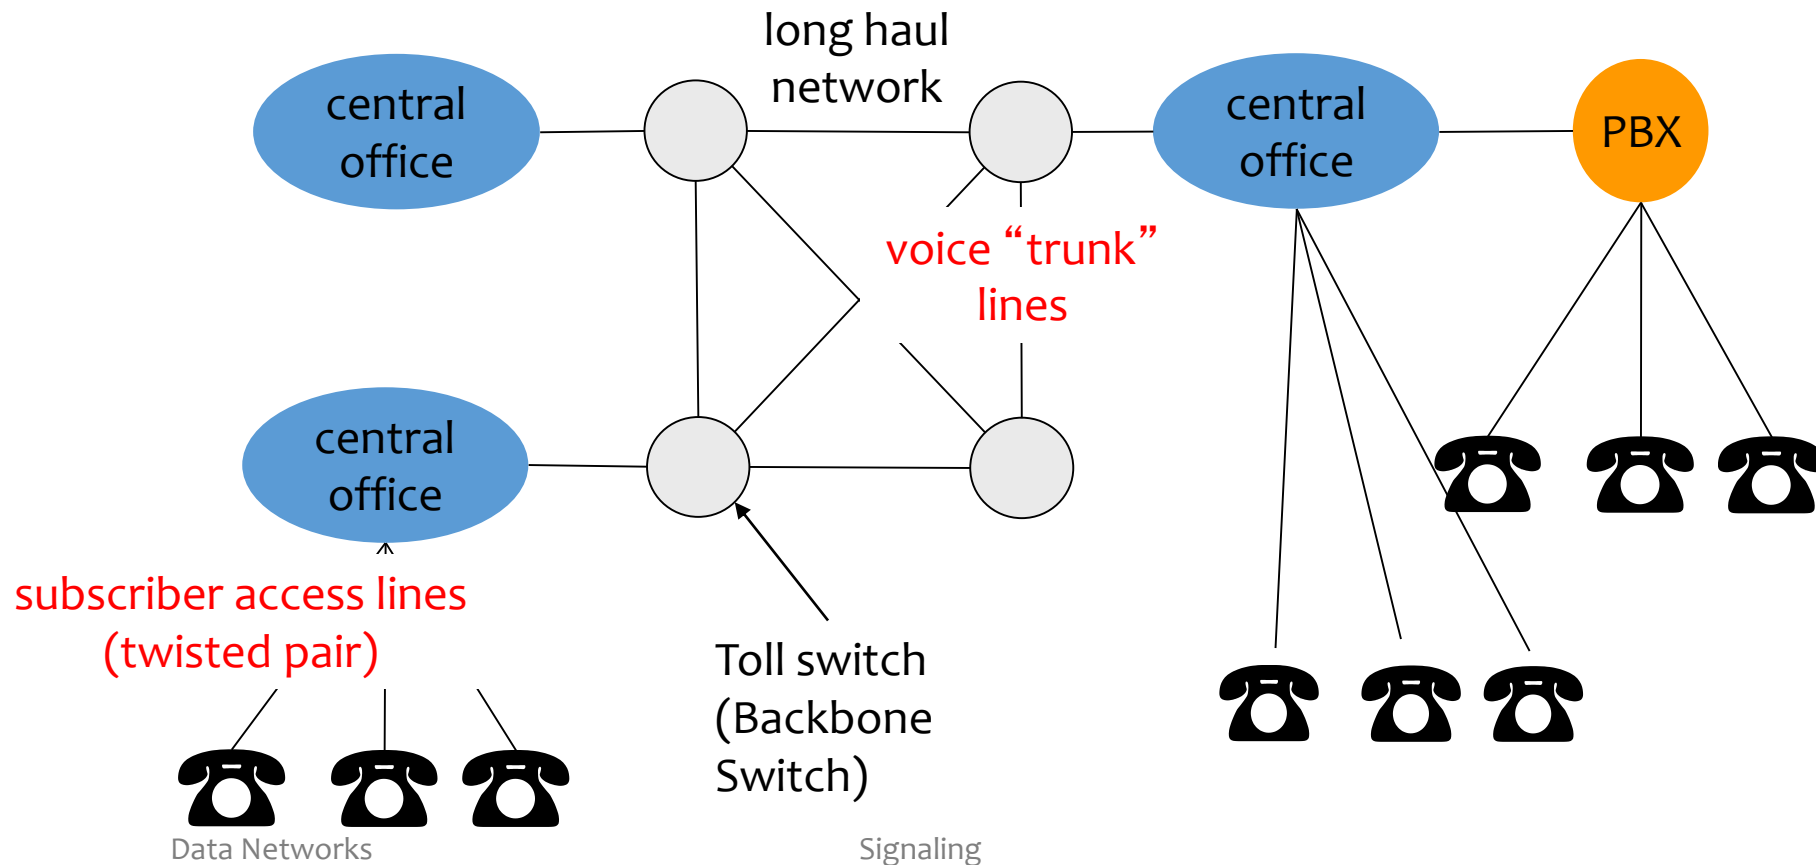 long haul
network
central
office
central
office
PBX
voice “trunk”
lines
central
office
subscriber access lines
(twisted pair)
Toll switch
(Backbone
Switch)
Data Networks
Signaling